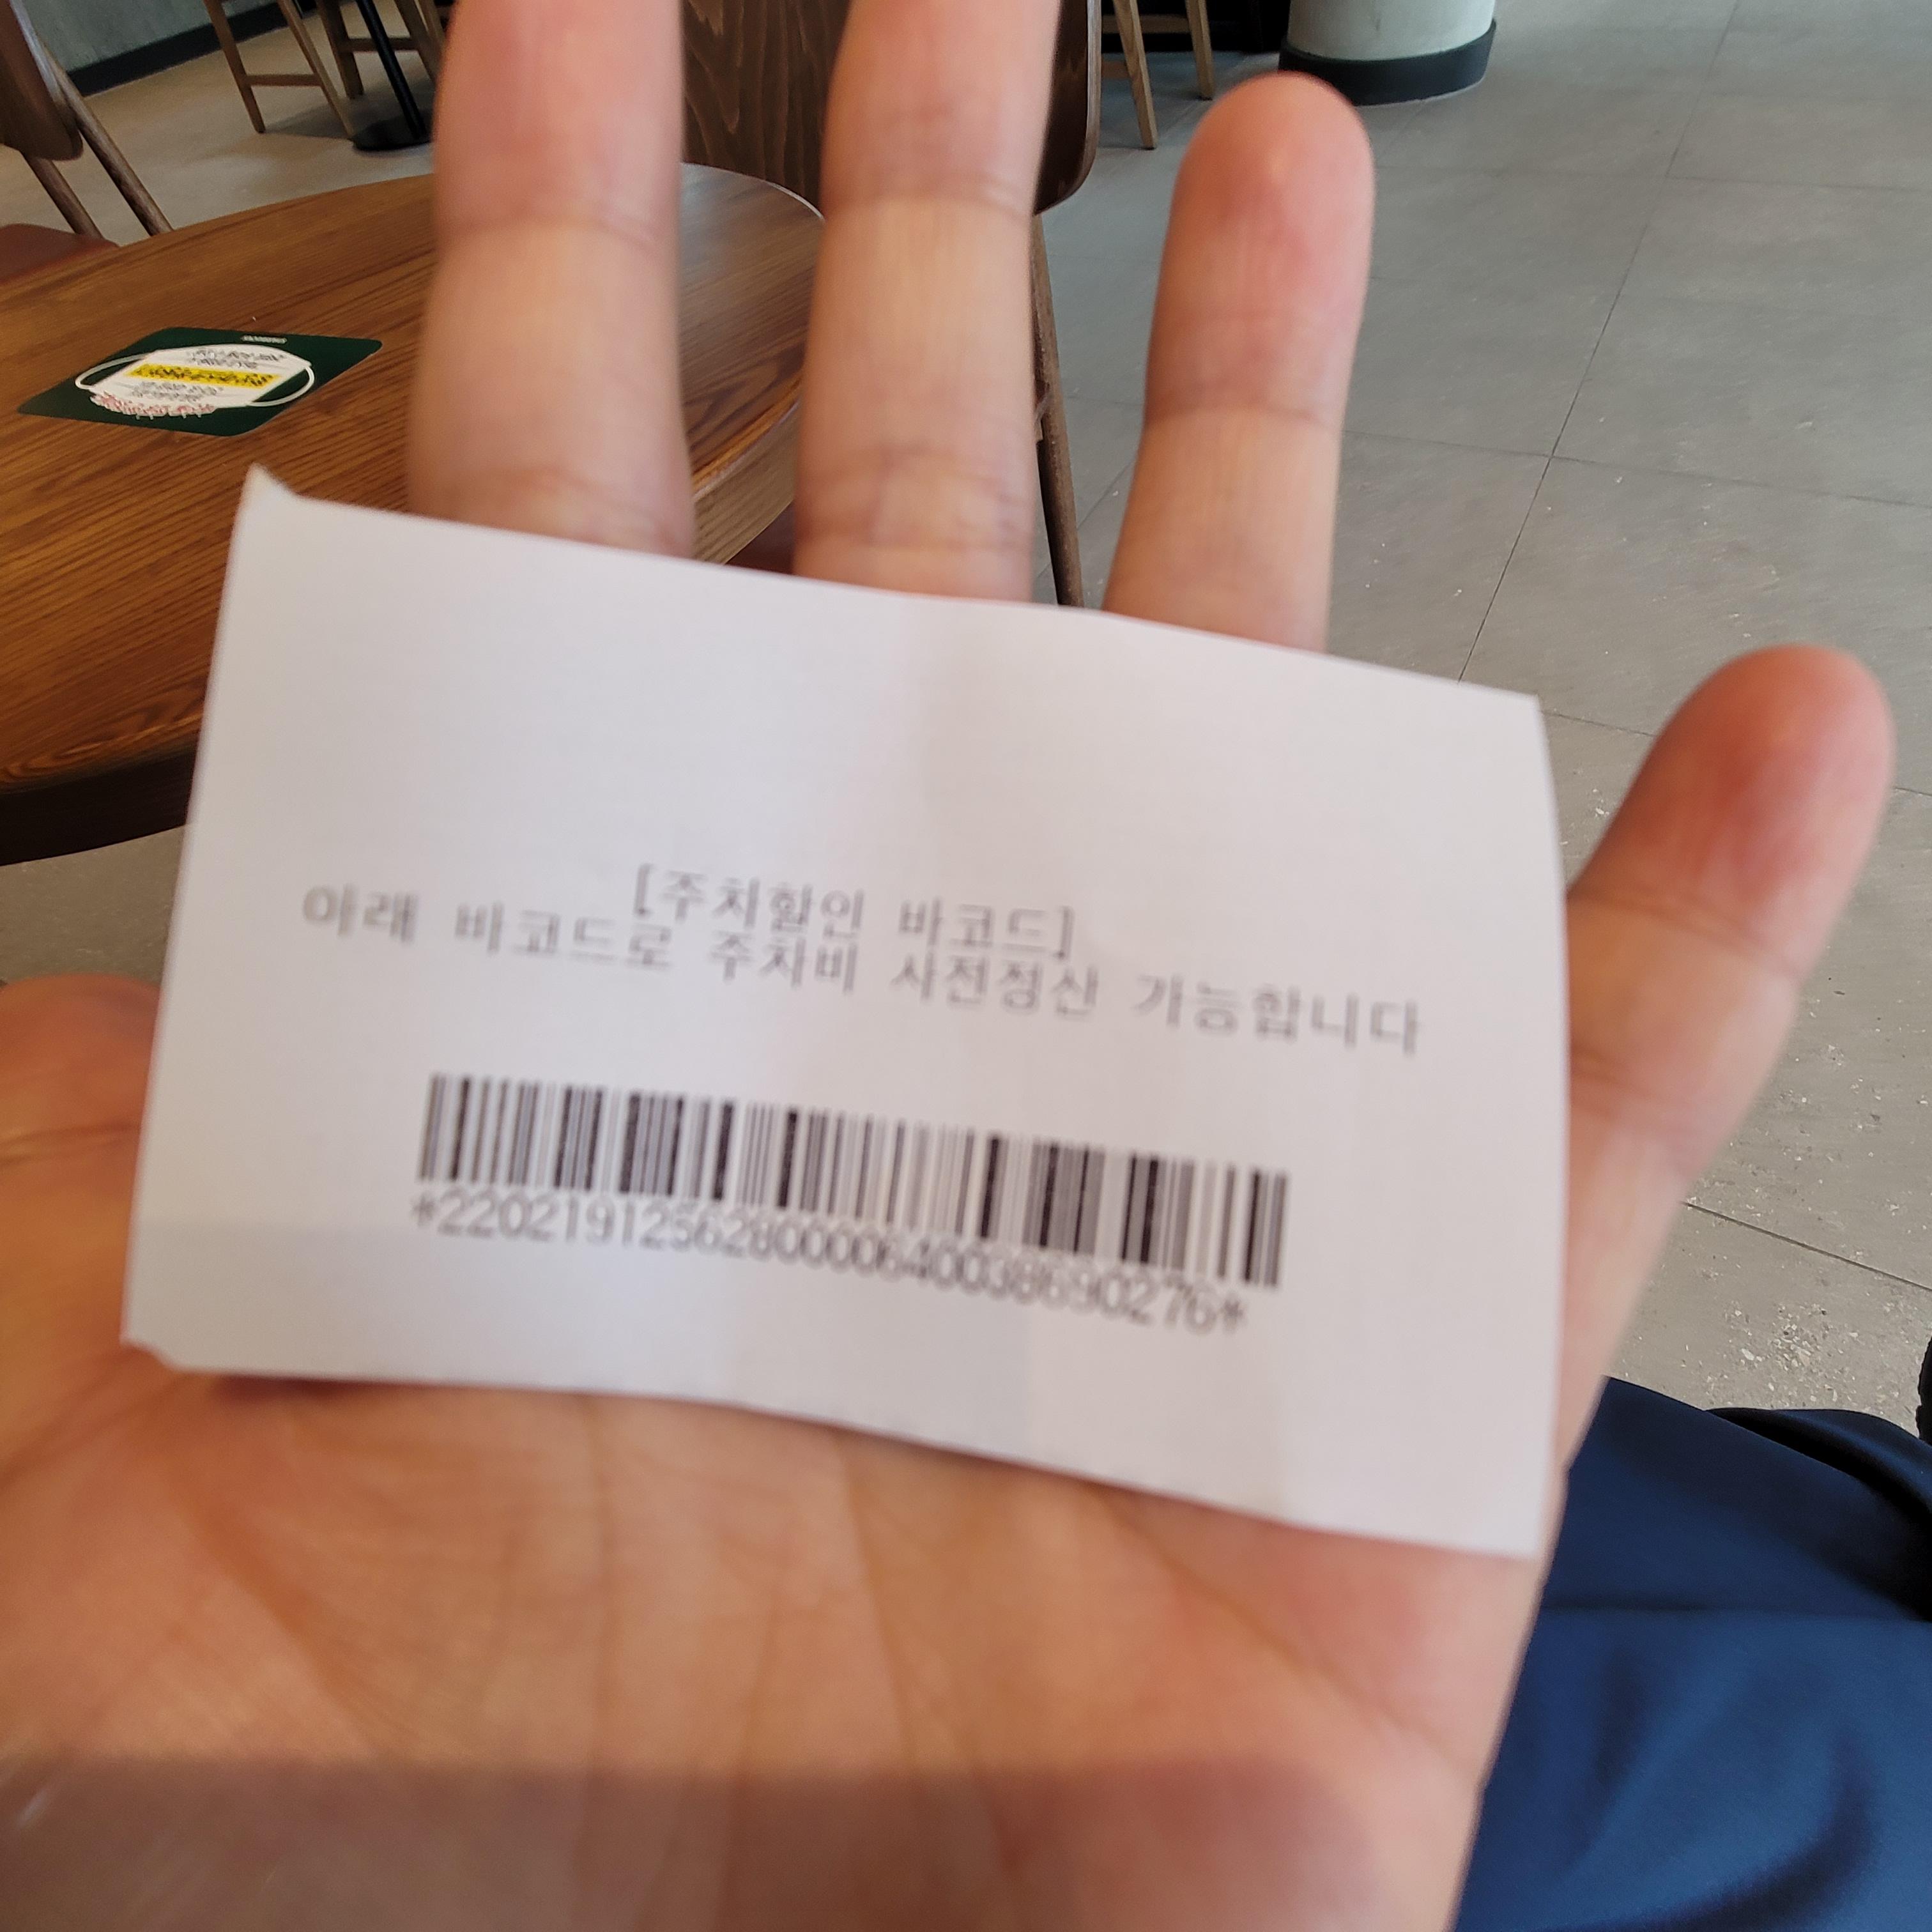 [주차할인 바코드]
아래 바코드로 주차비 사전정산 가능합니다
*2202191256280000640038690276*